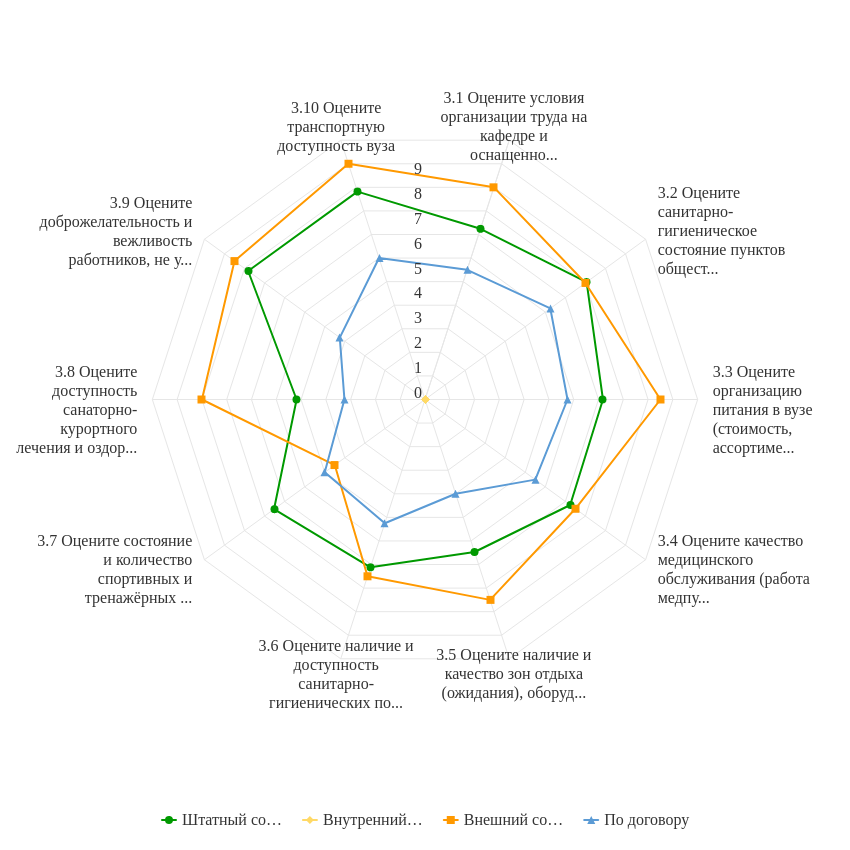 3.10 Оцените
транспортную
доступность вуза
3.1 Оцените условия
организации труда на
кафедре и
оснащенно...
3.2 Оцените
санитарно-
гигиеническое
состояние пунктов
общест...
3.3 Оцените
организацию
питания в вузе
(стоимость,
ассортиме...
3.4 Оцените качество
медицинского
обслуживания (работа
медпу...
3.5 Оцените наличие и
качество зон отдыха
(ожидания), оборуд...
3.6 Оцените наличие и
доступность
санитарно-
гигиенических по...
3.7 Оцените состояние
и количество
спортивных и
тренажёрных ...
3.8 Оцените
доступность
санаторно-
курортного
лечения и оздор...
3.9 Оцените
доброжелательность и
вежливость
работников, не у...
9
8
7
6
5
4
3
2
1
0
Штатный со…
Внутренний…
Внешний со…
По договору